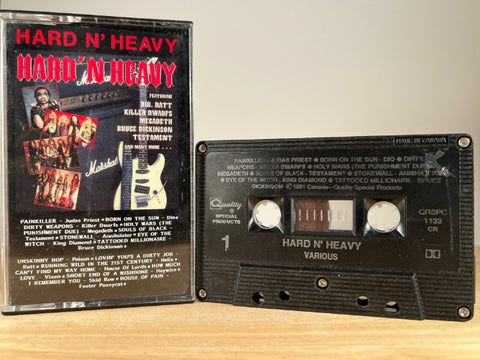 HARD N' HEAVY
HARD 'N HEAVY
FEATURING
DIO, RATT
KILLER DWARFS
MEGADETH
BRUCE DICKINSON
TESTAMENT
AND MANY MORE . . .
Marshall
PAINKILLER - Judas Priest ● BORN ON THE SUN - Dio ●
DIRTY WEAPONS - Killer Dwarfs ● HOLY WARS (THE
PUNISHMENT DUE) - Megadeth ● SOULS OF BLACK -
Testament ● STONEWALL - Annihilator ● EYE OF THE
WITCH - King Diamond ● TATTOOED MILLIONAIRE -
Bruce Dickinson
UNSKINNY BOP - Poison ● LOVIN' YOU'S A DIRTY JOB -
Ratt ● RUNNING WILD IN THE 21ST CENTURY - Helix ●
CAN'T FIND MY WAY HOME - House Of Lords ● HOW MUCH
LOVE - Vixen ● SHORT END OF A WISHBONE - Haywire ●
I REMEMBER YOU - Skid Row ● HOUSE OF PAIN -
Faster Pussycat
MADE IN CANADA
PAINKILLER - JUDAS PRIEST ● BORN ON THE SUN - DIO ● DIRTY
WEAPONS - KILLER DWARFS ● HOLY WARS (THE PUNISHMENT DUE)
MEGADETH ● SOULS OF BLACK - TESTAMENT ● STONEWALL - ANNIHILATOR
● EYE OF THE WITCH - KING DIAMOND ● TATTOOED MILLIONAIRE - BRUCE
DICKINSON © 1991 Canada—Quality Special Products
Quality
SPECIAL
PRODUCTS
1
QRSPC
1133
CR
HARD N' HEAVY
VARIOUS